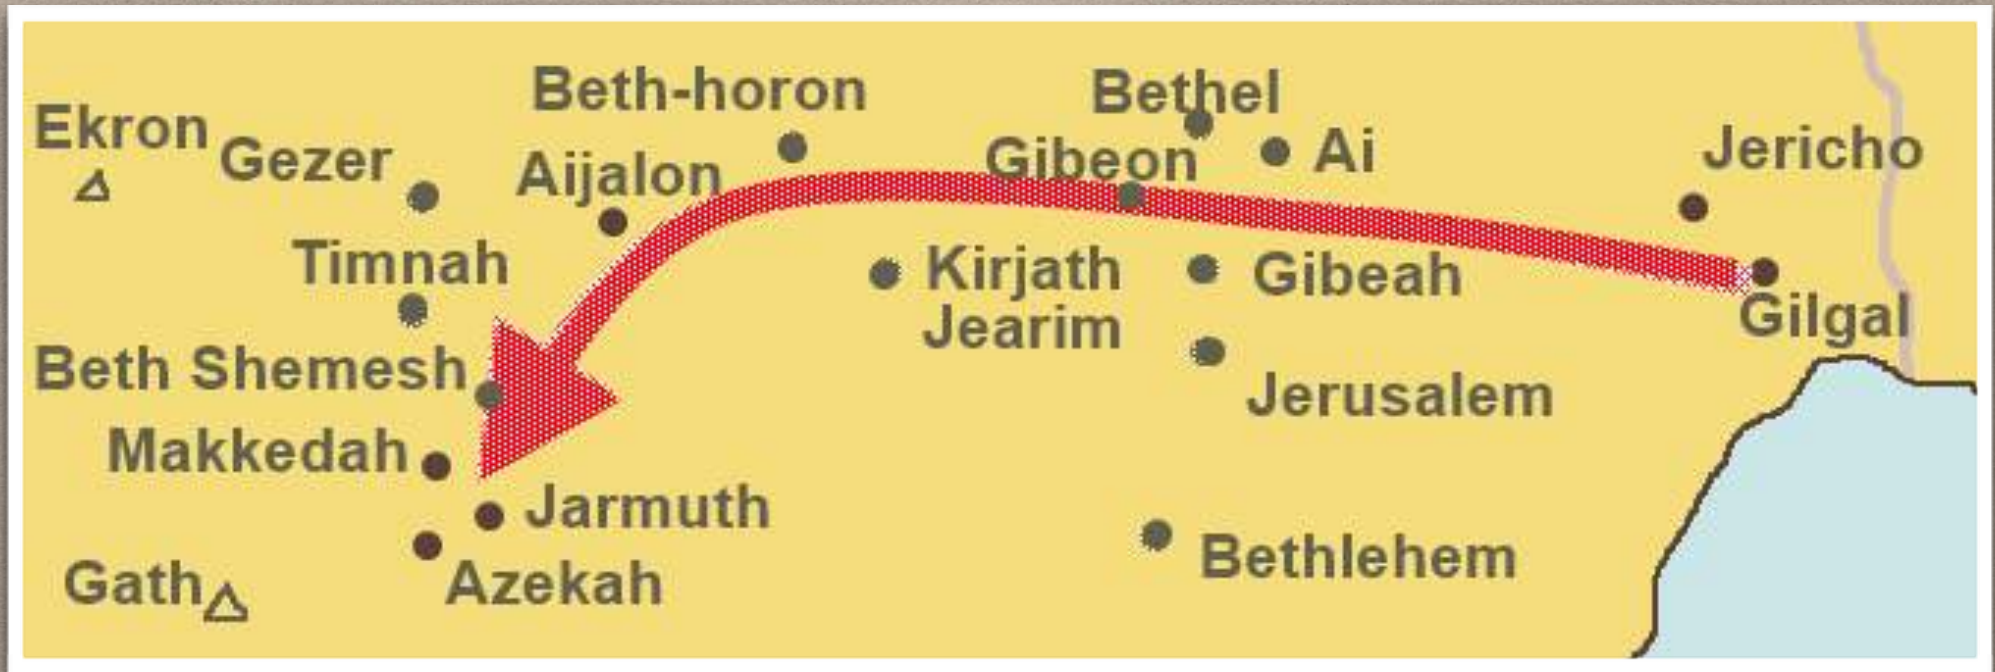 Beth-horon
Bethel
Ekron
Gezer
Aijalon
Gibeon
Ai
Jericho
Timnah
Kirjath
Jearim
Gibeah
Gilgal
Beth Shemesh
Jerusalem
Makkedah
Jarmuth
Bethlehem
Gath
Azekah